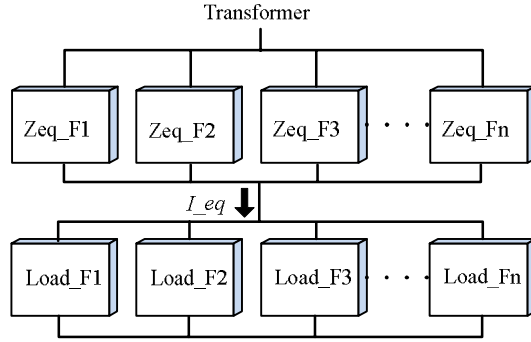 Transformer
Zeq_F1 Zeq_F2 Zeq_F3 . . . . Zeq_Fn
I_eq
Load_F1 Load_F2 Load_F3 . . . . Load_Fn